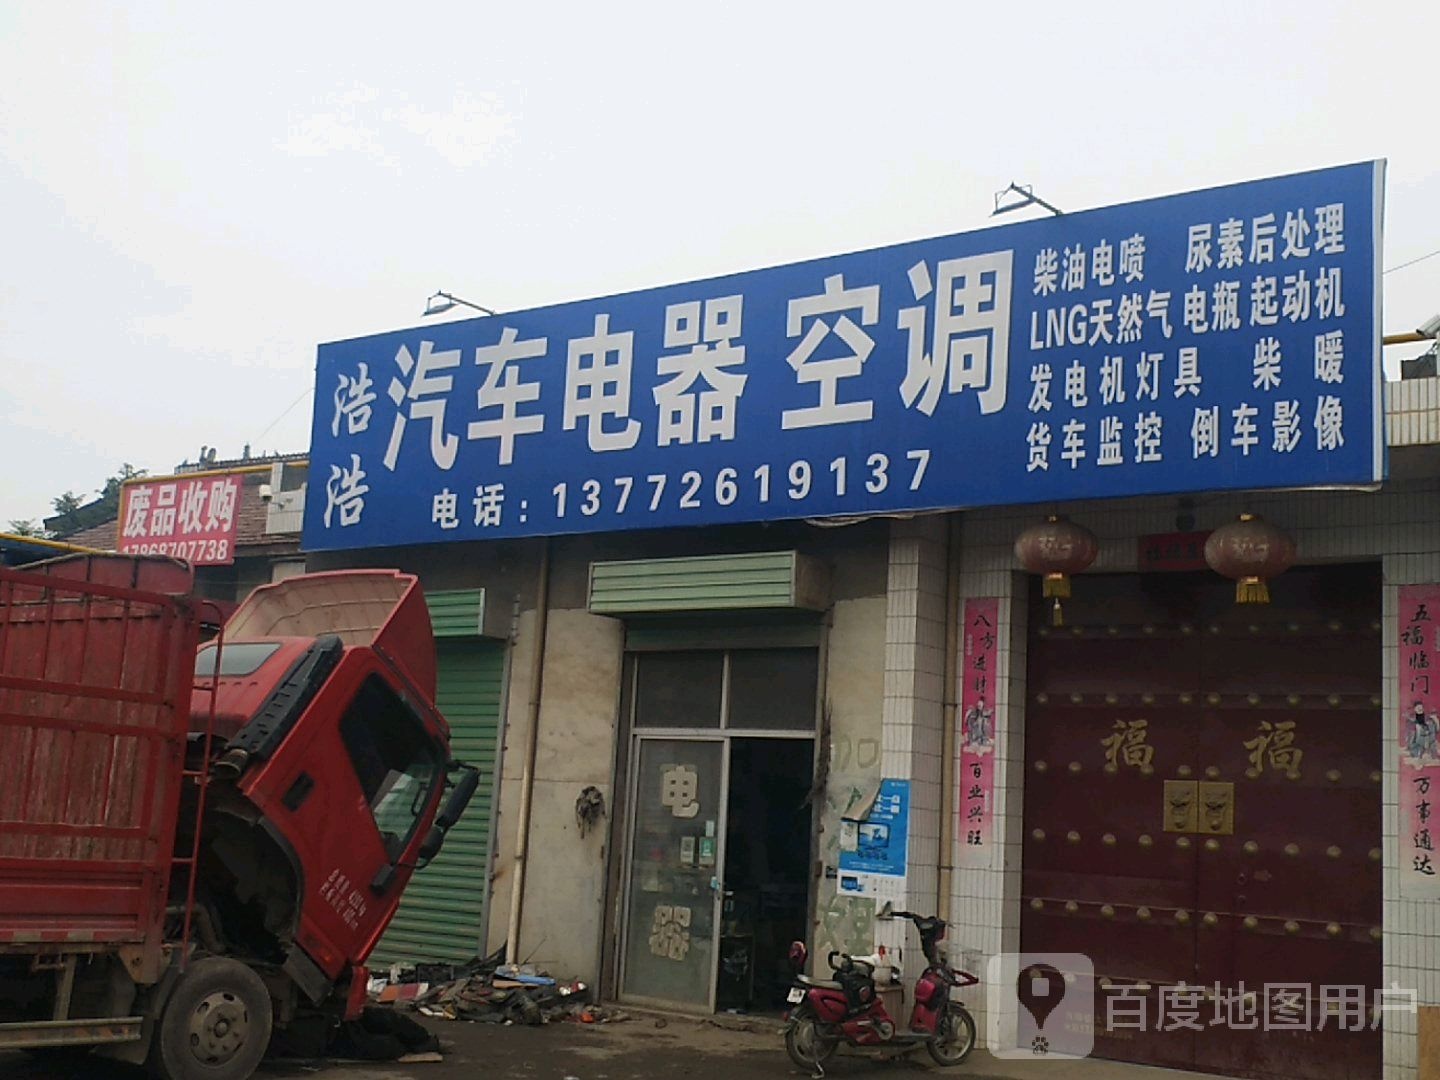 浩浩
汽车电器 空调
电话：13772619137
柴油电喷 尿素后处理
LNG天然气 电瓶 起动机
发电机灯具 柴暖
货车监控 倒车影像
废品收购
17868707738
八方进财
百业兴旺
五福临门
万事通达
福 福
电器
加
百度地图用户